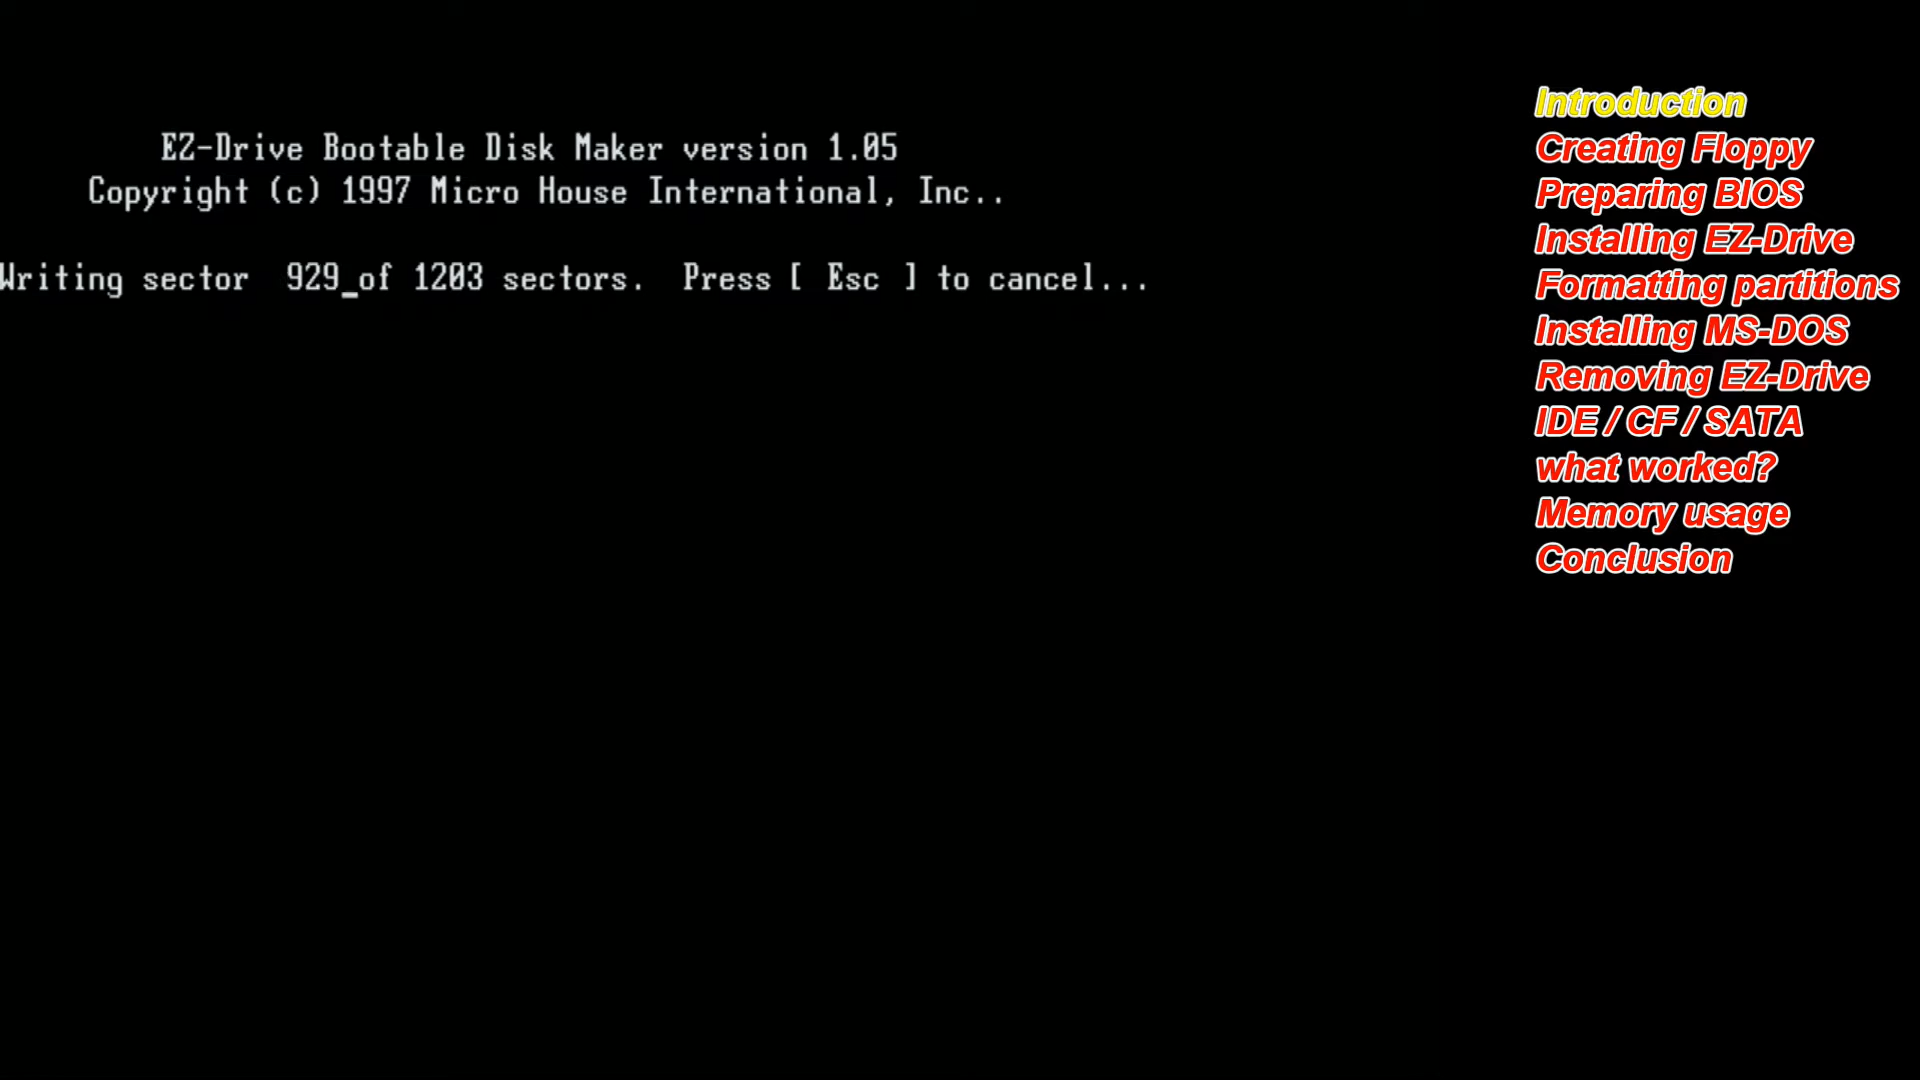 EZ-Drive Bootable Disk Maker version 1.05
Copyright (c) 1997 Micro House International, Inc..
Writing sector  929_of 1203 sectors.  Press [ Esc ] to cancel...
Introduction
Creating Floppy
Preparing BIOS
Installing EZ-Drive
Formatting partitions
Installing MS-DOS
Removing EZ-Drive
IDE / CF / SATA
what worked?
Memory usage
Conclusion